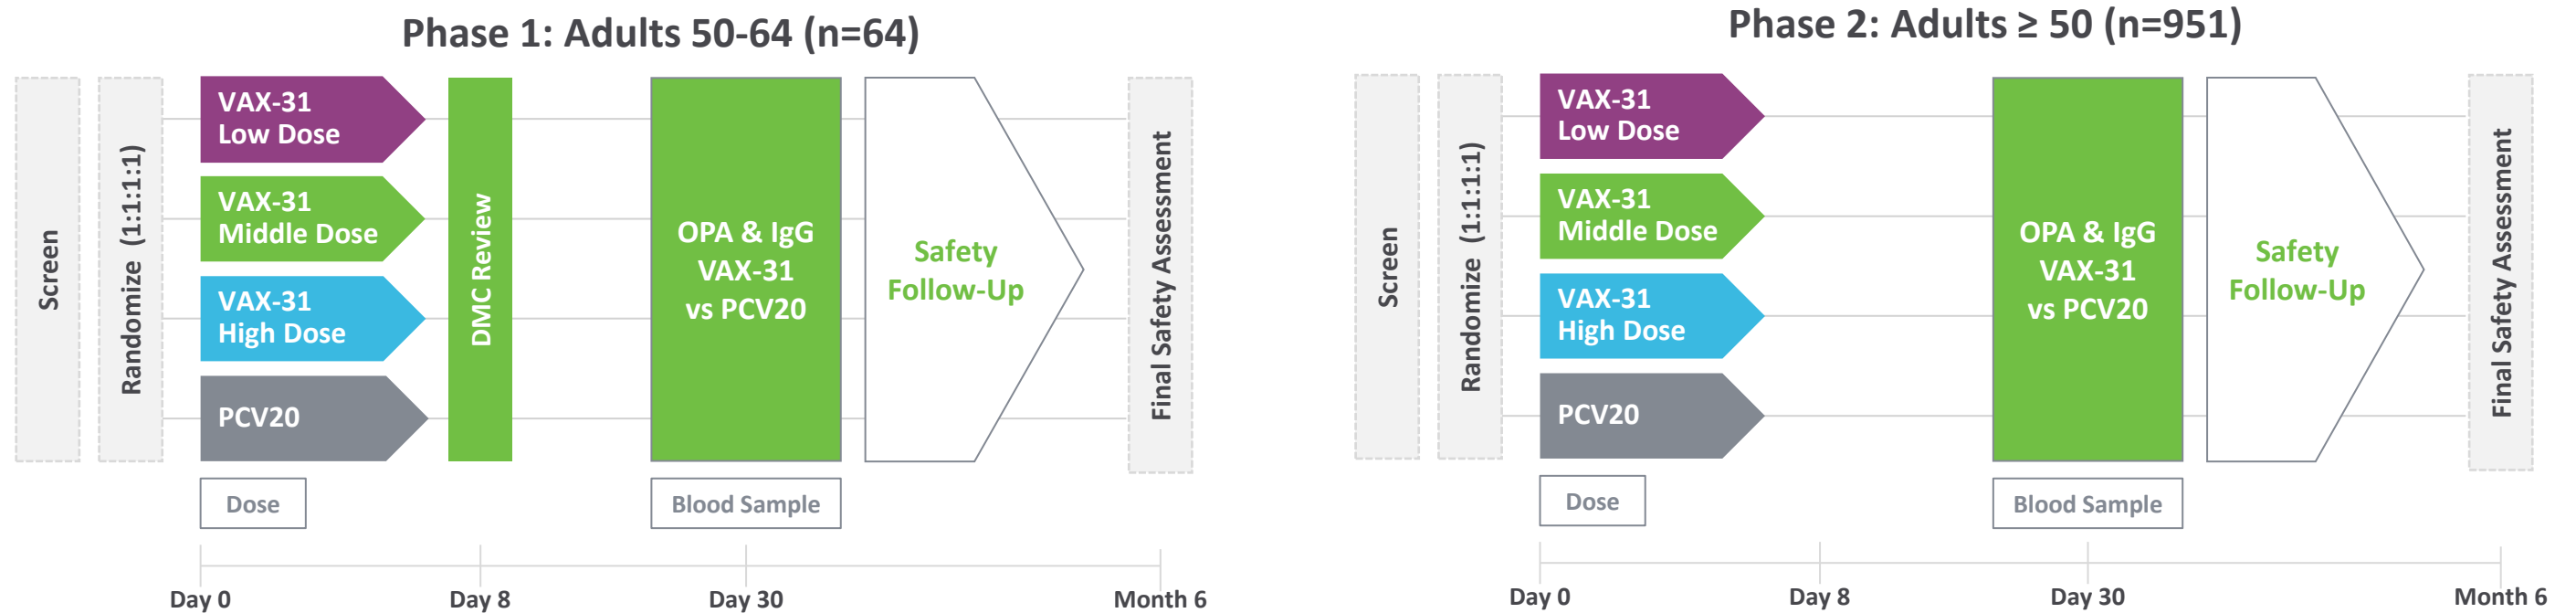 Phase 1: Adults 50-64 (n=64)
Screen
Randomize (1:1:1:1)
VAX-31
Low Dose
VAX-31
Middle Dose
VAX-31
High Dose
PCV20
DMC Review
OPA & IgG
VAX-31
vs PCV20
Safety
Follow-Up
Final Safety Assessment
Dose
Blood Sample
Day 0
Day 8
Day 30
Month 6
Phase 2: Adults ≥ 50 (n=951)
Screen
Randomize (1:1:1:1)
VAX-31
Low Dose
VAX-31
Middle Dose
VAX-31
High Dose
PCV20
OPA & IgG
VAX-31
vs PCV20
Safety
Follow-Up
Final Safety Assessment
Dose
Blood Sample
Day 0
Day 8
Day 30
Month 6